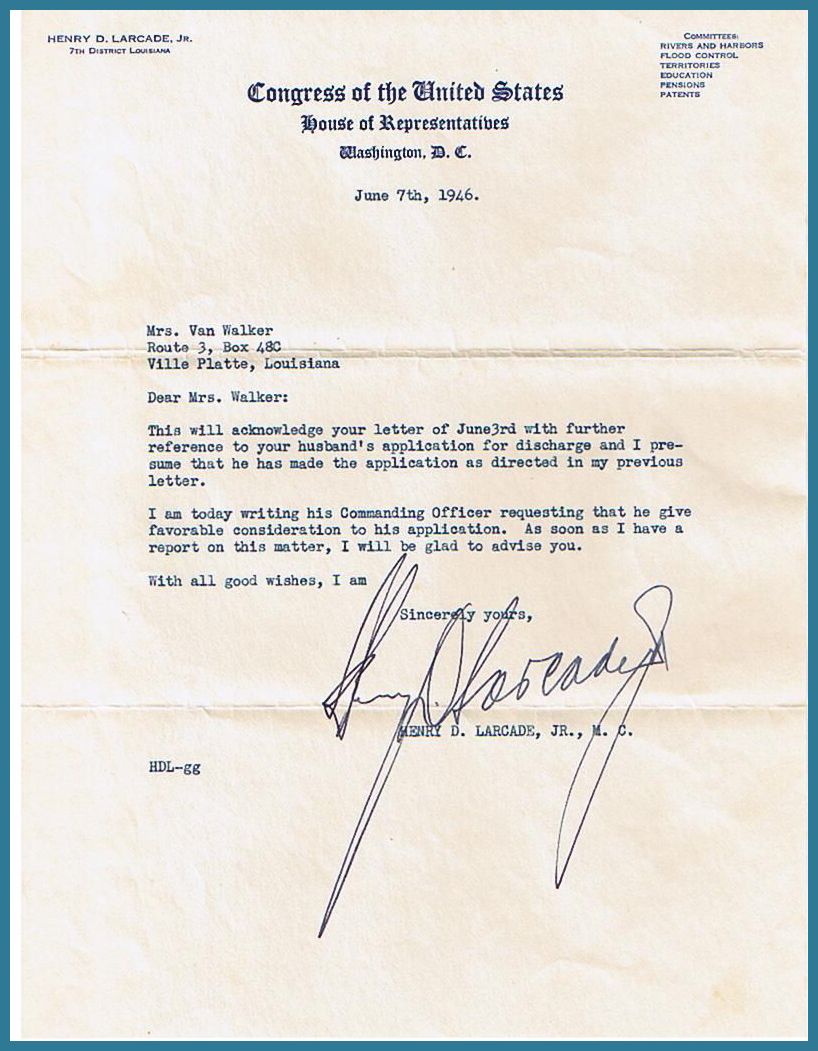 HENRY D. LARCADE, JR.
7TH DISTRICT LOUISIANA
COMMITTEES:
RIVERS AND HARBORS
FLOOD CONTROL
TERRITORIES
EDUCATION
PENSIONS
PATENTS
Congress of the United States
House of Representatives
Washington, D. C.
June 7th, 1946.
Mrs. Van Walker
Route 3, Box 48C
Ville Platte, Louisiana
Dear Mrs. Walker:
This will acknowledge your letter of June3rd with further
reference to your husband's application for discharge and I pre-
sume that he has made the application as directed in my previous
letter.
I am today writing his Commanding Officer requesting that he give
favorable consideration to his application. As soon as I have a
report on this matter, I will be glad to advise you.
With all good wishes, I am
Sincerely yours,
Henry D. Larcade Jr
HENRY D. LARCADE, JR., M. C.
HDL-gg